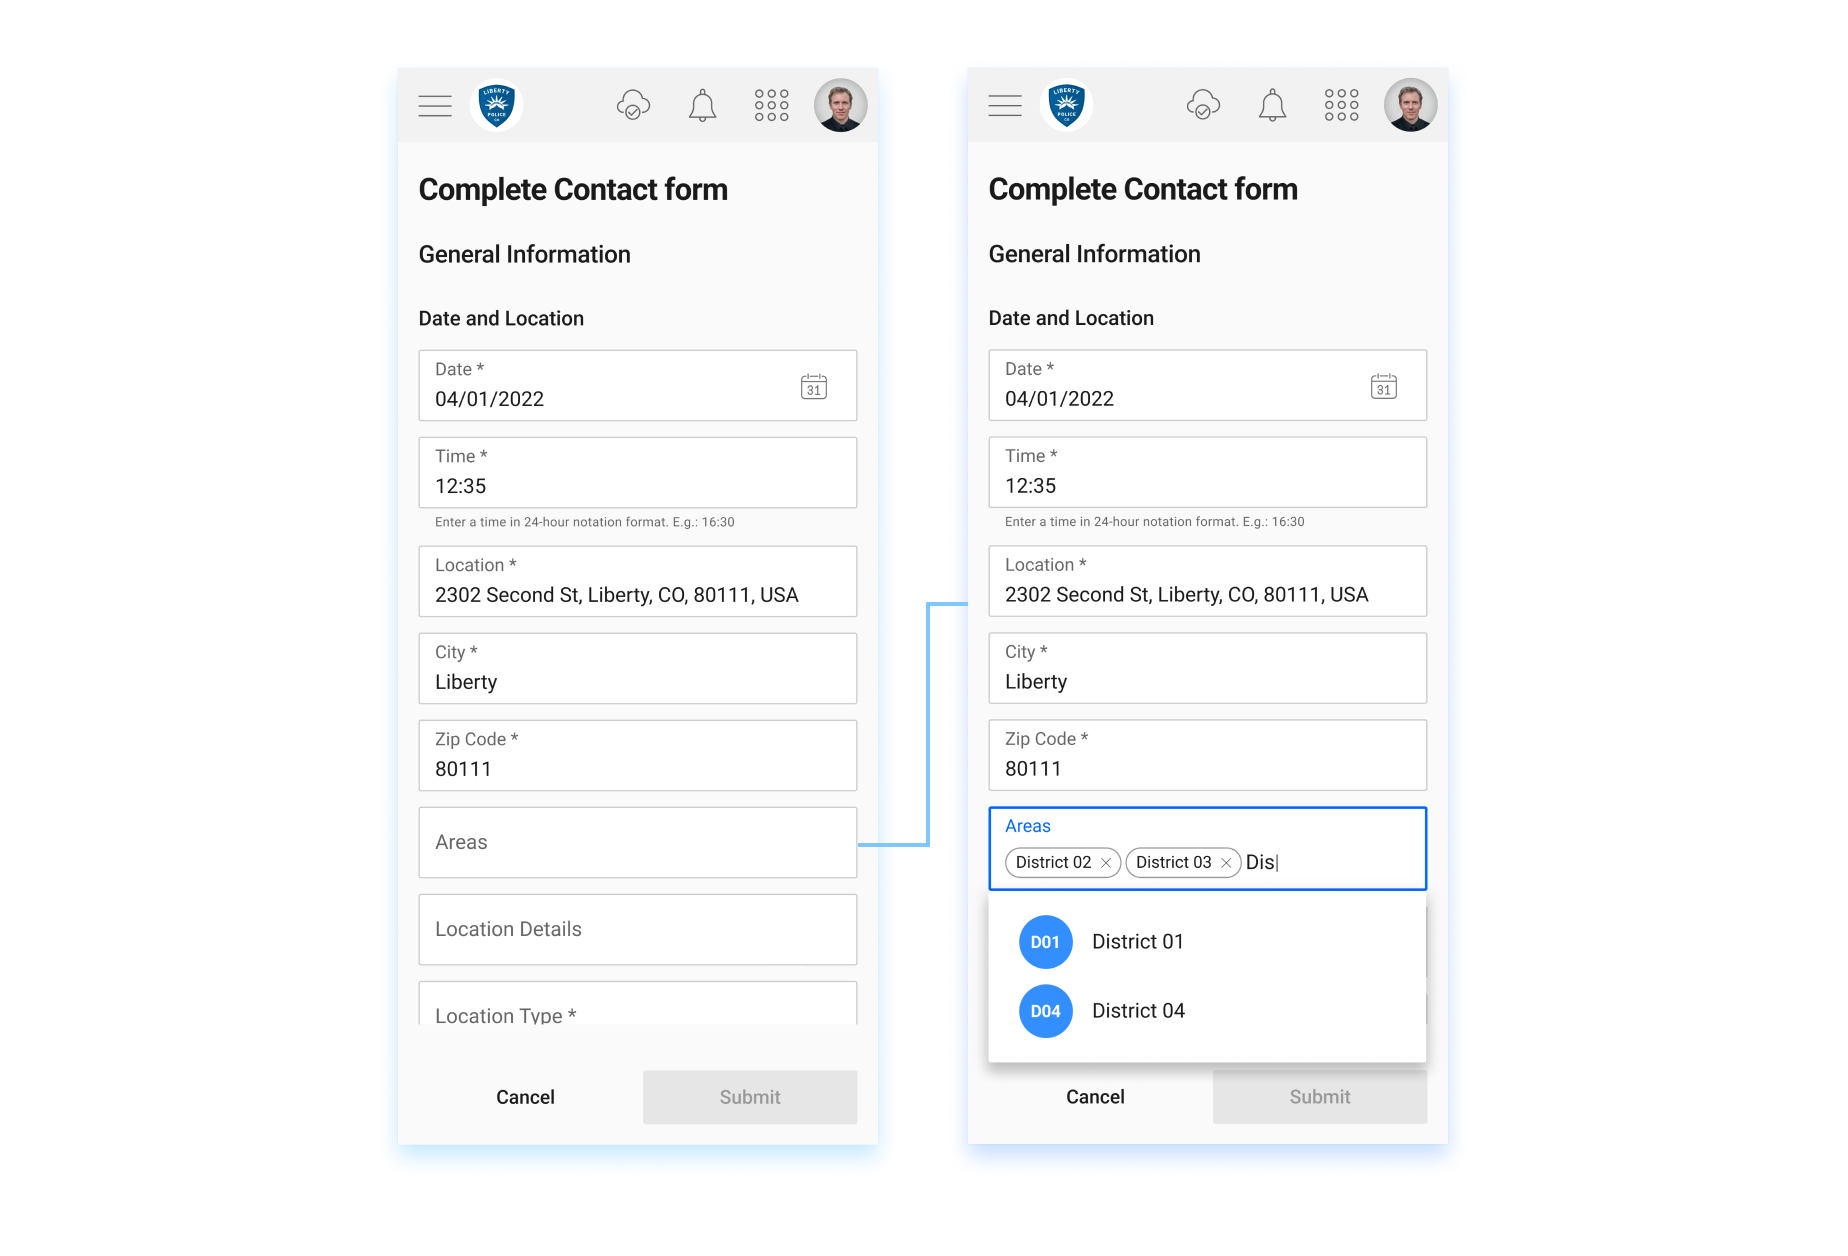 LIBERTY
POLICE
CO
Complete Contact form
General Information
Date and Location
Date *
04/01/2022
31
Time *
12:35
Enter a time in 24-hour notation format. E.g.: 16:30
Location *
2302 Second St, Liberty, CO, 80111, USA
City *
Liberty
Zip Code *
80111
Areas
Location Details
Location Type *
Cancel
Submit
LIBERTY
POLICE
CO
Complete Contact form
General Information
Date and Location
Date *
04/01/2022
31
Time *
12:35
Enter a time in 24-hour notation format. E.g.: 16:30
Location *
2302 Second St, Liberty, CO, 80111, USA
City *
Liberty
Zip Code *
80111
Areas
District 02 District 03 Dis
D01 District 01
D04 District 04
Cancel
Submit